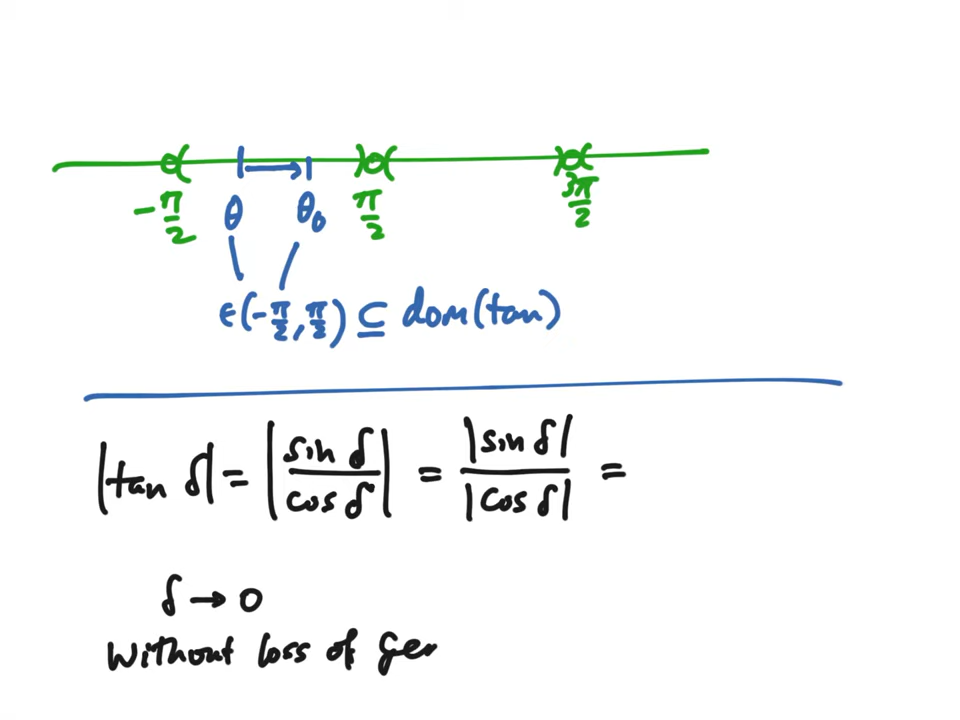 -π/2 θ θ₀ π/2 3π/2
∈(-π/2, π/2) ⊆ dom(tan)
|tan δ| = |sin δ / cos δ| = |sin δ| / |cos δ| =
δ → 0
Without loss of gen